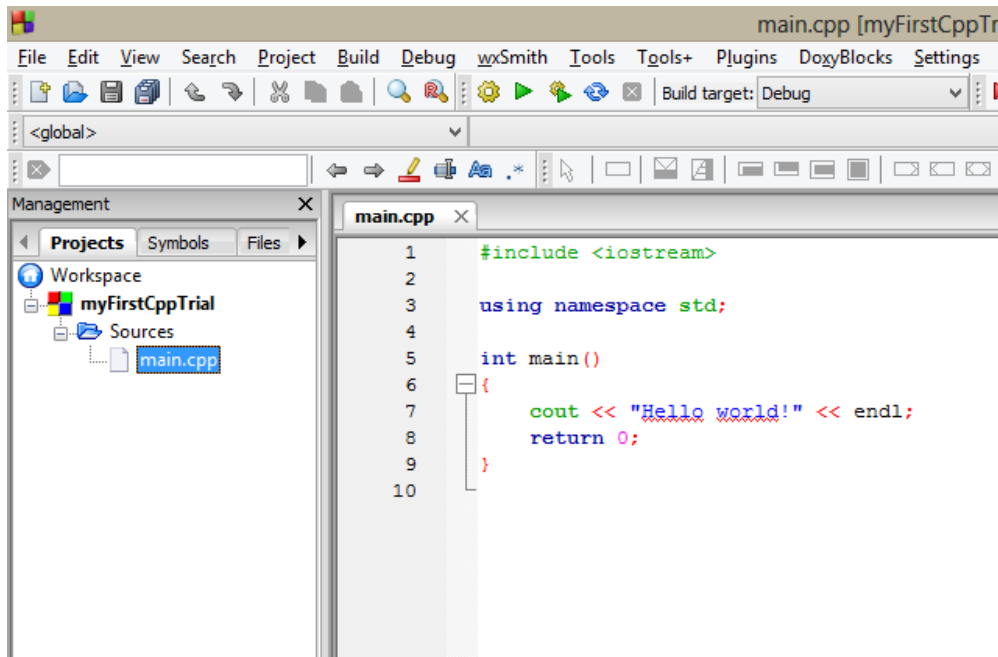 main.cpp [myFirstCppTr
File Edit View Search Project Build Debug wxSmith Tools Tools+ Plugins DoxyBlocks Settings
Build target: Debug
<global>
Management
main.cpp
Projects Symbols Files
Workspace
myFirstCppTrial
Sources
main.cpp
1 #include <iostream>
2
3 using namespace std;
4
5 int main()
6 {
7 cout << "Hello world!" << endl;
8 return 0;
9 }
10